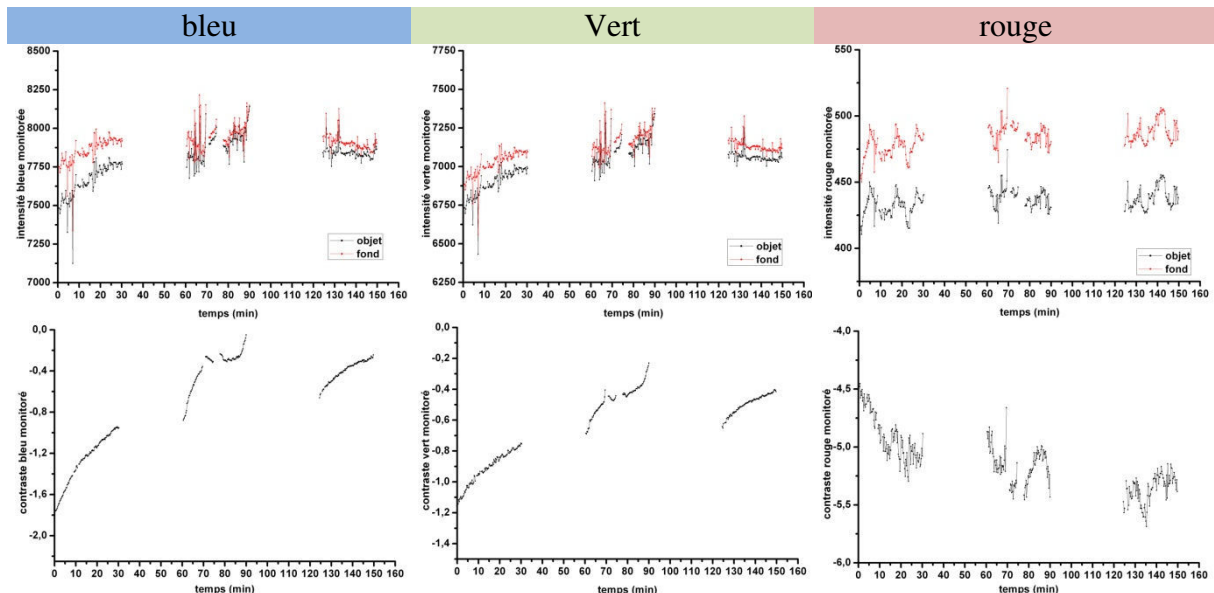 bleu
Vert
rouge
intensité bleue monitorée
8500
8250
8000
7750
7500
7250
7000
objet
fond
0 10 20 30 40 50 60 70 80 90 100 110 120 130 140 150 160
temps (min)
intensité verte monitorée
7750
7500
7250
7000
6750
6500
6250
objet
fond
0 10 20 30 40 50 60 70 80 90 100 110 120 130 140 150 160
temps (min)
intensité rouge monitorée
550
500
450
400
objet
fond
0 10 20 30 40 50 60 70 80 90 100 110 120 130 140 150 160
temps (min)
contraste bleu monitoré
0,0
-0,4
-0,8
-1,2
-1,6
-2,0
0 10 20 30 40 50 60 70 80 90 100 110 120 130 140 150 160
temps (min)
contraste vert monitoré
0,0
-0,2
-0,4
-0,6
-0,8
-1,0
-1,2
-1,4
0 10 20 30 40 50 60 70 80 90 100 110 120 130 140 150 160
temps (min)
contraste rouge monitoré
-4,0
-4,5
-5,0
-5,5
-6,0
0 10 20 30 40 50 60 70 80 90 100 110 120 130 140 150 160
temps (min)